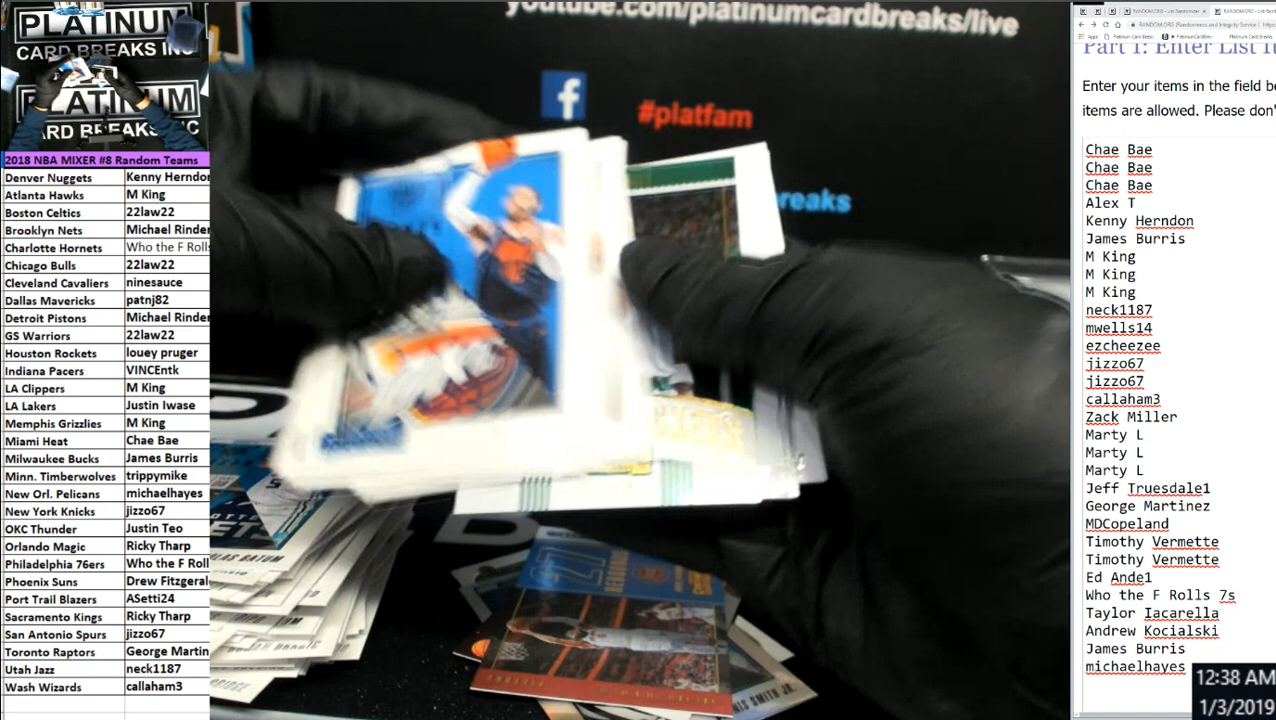 PLATINUM
CARD BREAKS INC
PLATINUM
CARD BREAKS INC
youtube.com/platinumcardbreaks/live
#platfam
breaks
2018 NBA MIXER #8 Random Teams
Denver Nuggets Kenny Herndon
Atlanta Hawks M King
Boston Celtics 22law22
Brooklyn Nets Michael Rinder
Charlotte Hornets Who the F Rolls
Chicago Bulls 22law22
Cleveland Cavaliers ninesauce
Dallas Mavericks patnj82
Detroit Pistons Michael Rinder
GS Warriors 22law22
Houston Rockets louey pruger
Indiana Pacers VINCEntk
LA Clippers M King
LA Lakers Justin Iwase
Memphis Grizzlies M King
Miami Heat Chae Bae
Milwaukee Bucks James Burris
Minn. Timberwolves trippymike
New Orl. Pelicans michaelhayes
New York Knicks jizzo67
OKC Thunder Justin Teo
Orlando Magic Ricky Tharp
Philadelphia 76ers Who the F Roll
Phoenix Suns Drew Fitzgeral
Port Trail Blazers ASetti24
Sacramento Kings Ricky Tharp
San Antonio Spurs jizzo67
Toronto Raptors George Martin
Utah Jazz neck1187
Wash Wizards callaham3
Part 1: Enter List It
Enter your items in the field be
items are allowed. Please don'
Chae Bae
Chae Bae
Chae Bae
Alex T
Kenny Herndon
James Burris
M King
M King
M King
neck1187
mwells14
ezcheezee
jizzo67
jizzo67
callaham3
Zack Miller
Marty L
Marty L
Marty L
Jeff Truesdale1
George Martinez
MDCopeland
Timothy Vermette
Timothy Vermette
Ed Ande1
Who the F Rolls 7s
Taylor Iacarella
Andrew Kocialski
James Burris
michaelhayes
12:38 AM
1/3/2019